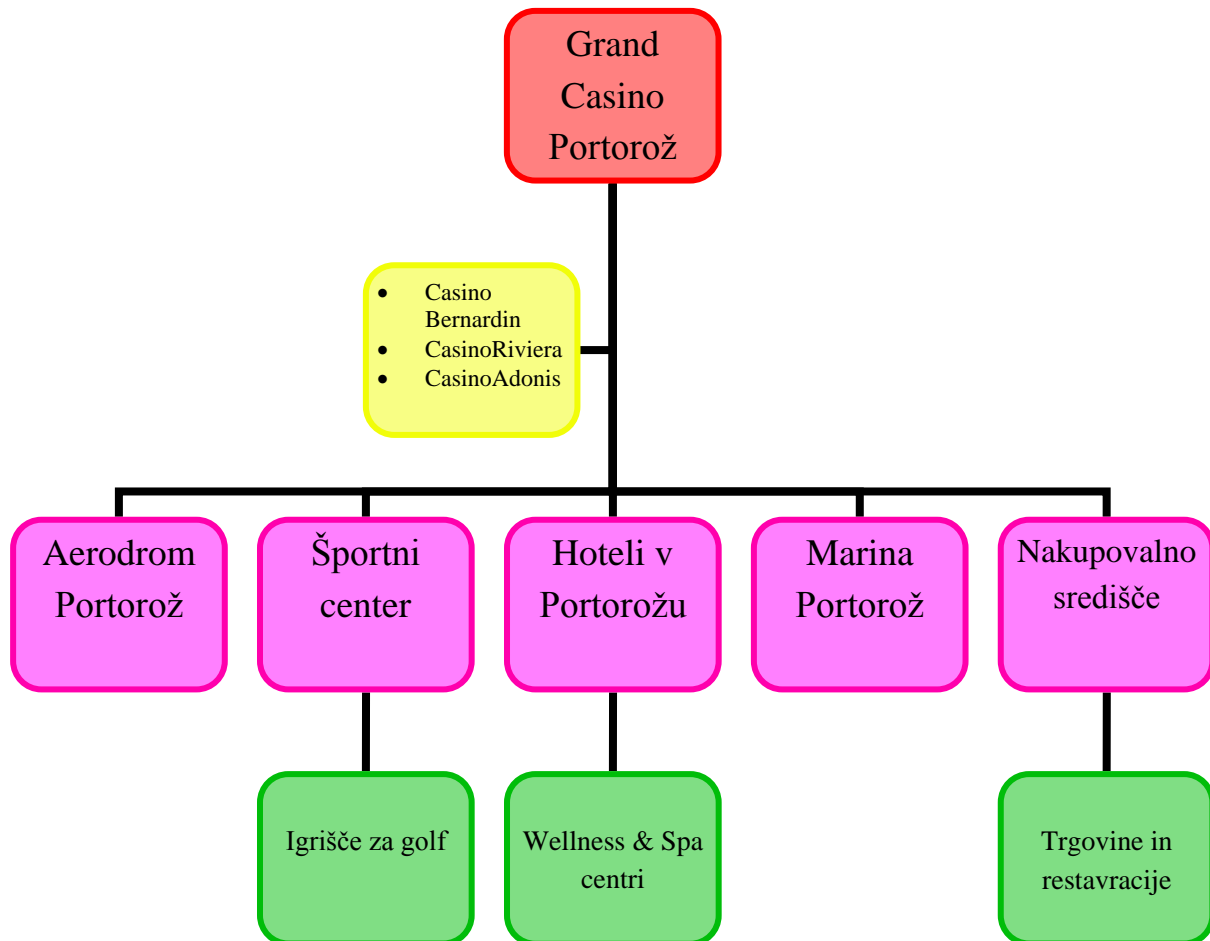 Grand
Casino
Portorož
• Casino
Bernardin
• CasinoRiviera
• CasinoAdonis
Aerodrom
Portorož
Športni
center
Hoteli v
Portorožu
Marina
Portorož
Nakupovalno
središče
Igrišče za golf
Wellness & Spa
centri
Trgovine in
restavracije